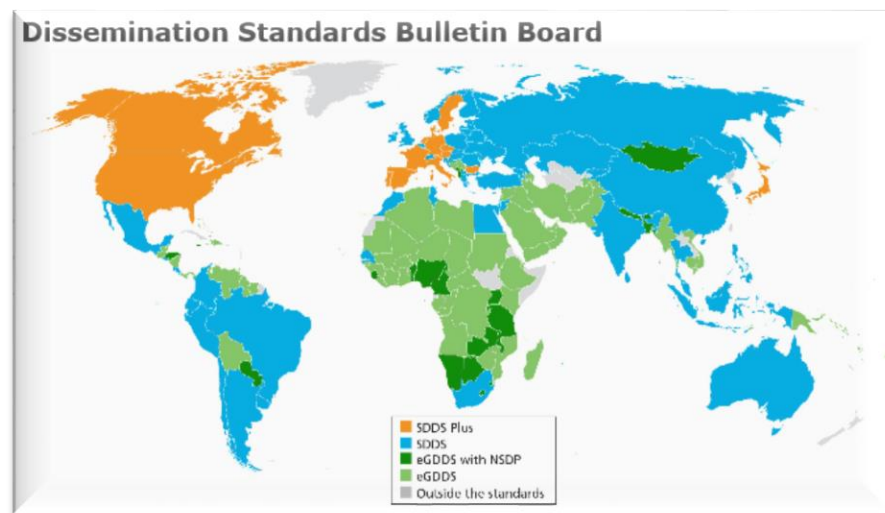 Dissemination Standards Bulletin Board
SDDS Plus
SDDS
eGDDS with NSDP
eGDDS
Outside the standards